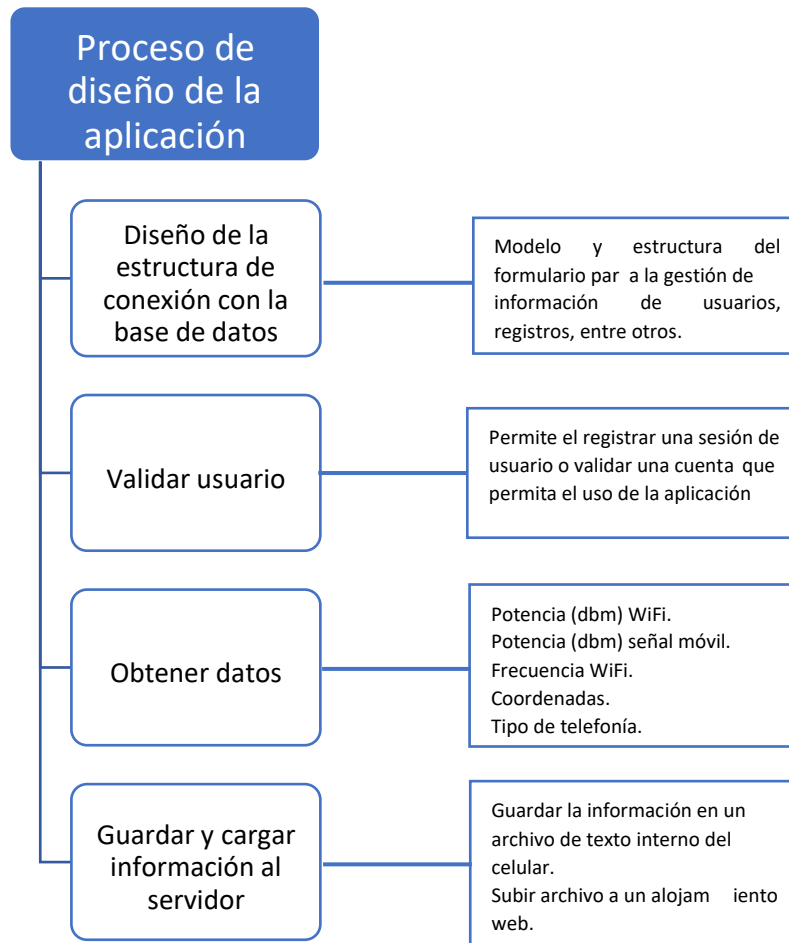 Proceso de
diseño de la
aplicación
Diseño de la
estructura de
conexión con la
base de datos
Modelo y estructura del
formulario par a la gestión de
información de usuarios,
registros, entre otros.
Validar usuario
Permite el registrar una sesión de
usuario o validar una cuenta que
permita el uso de la aplicación
Obtener datos
Potencia (dbm) WiFi.
Potencia (dbm) señal móvil.
Frecuencia WiFi.
Coordenadas.
Tipo de telefonía.
Guardar y cargar
información al
servidor
Guardar la información en un
archivo de texto interno del
celular.
Subir archivo a un alojam iento
web.